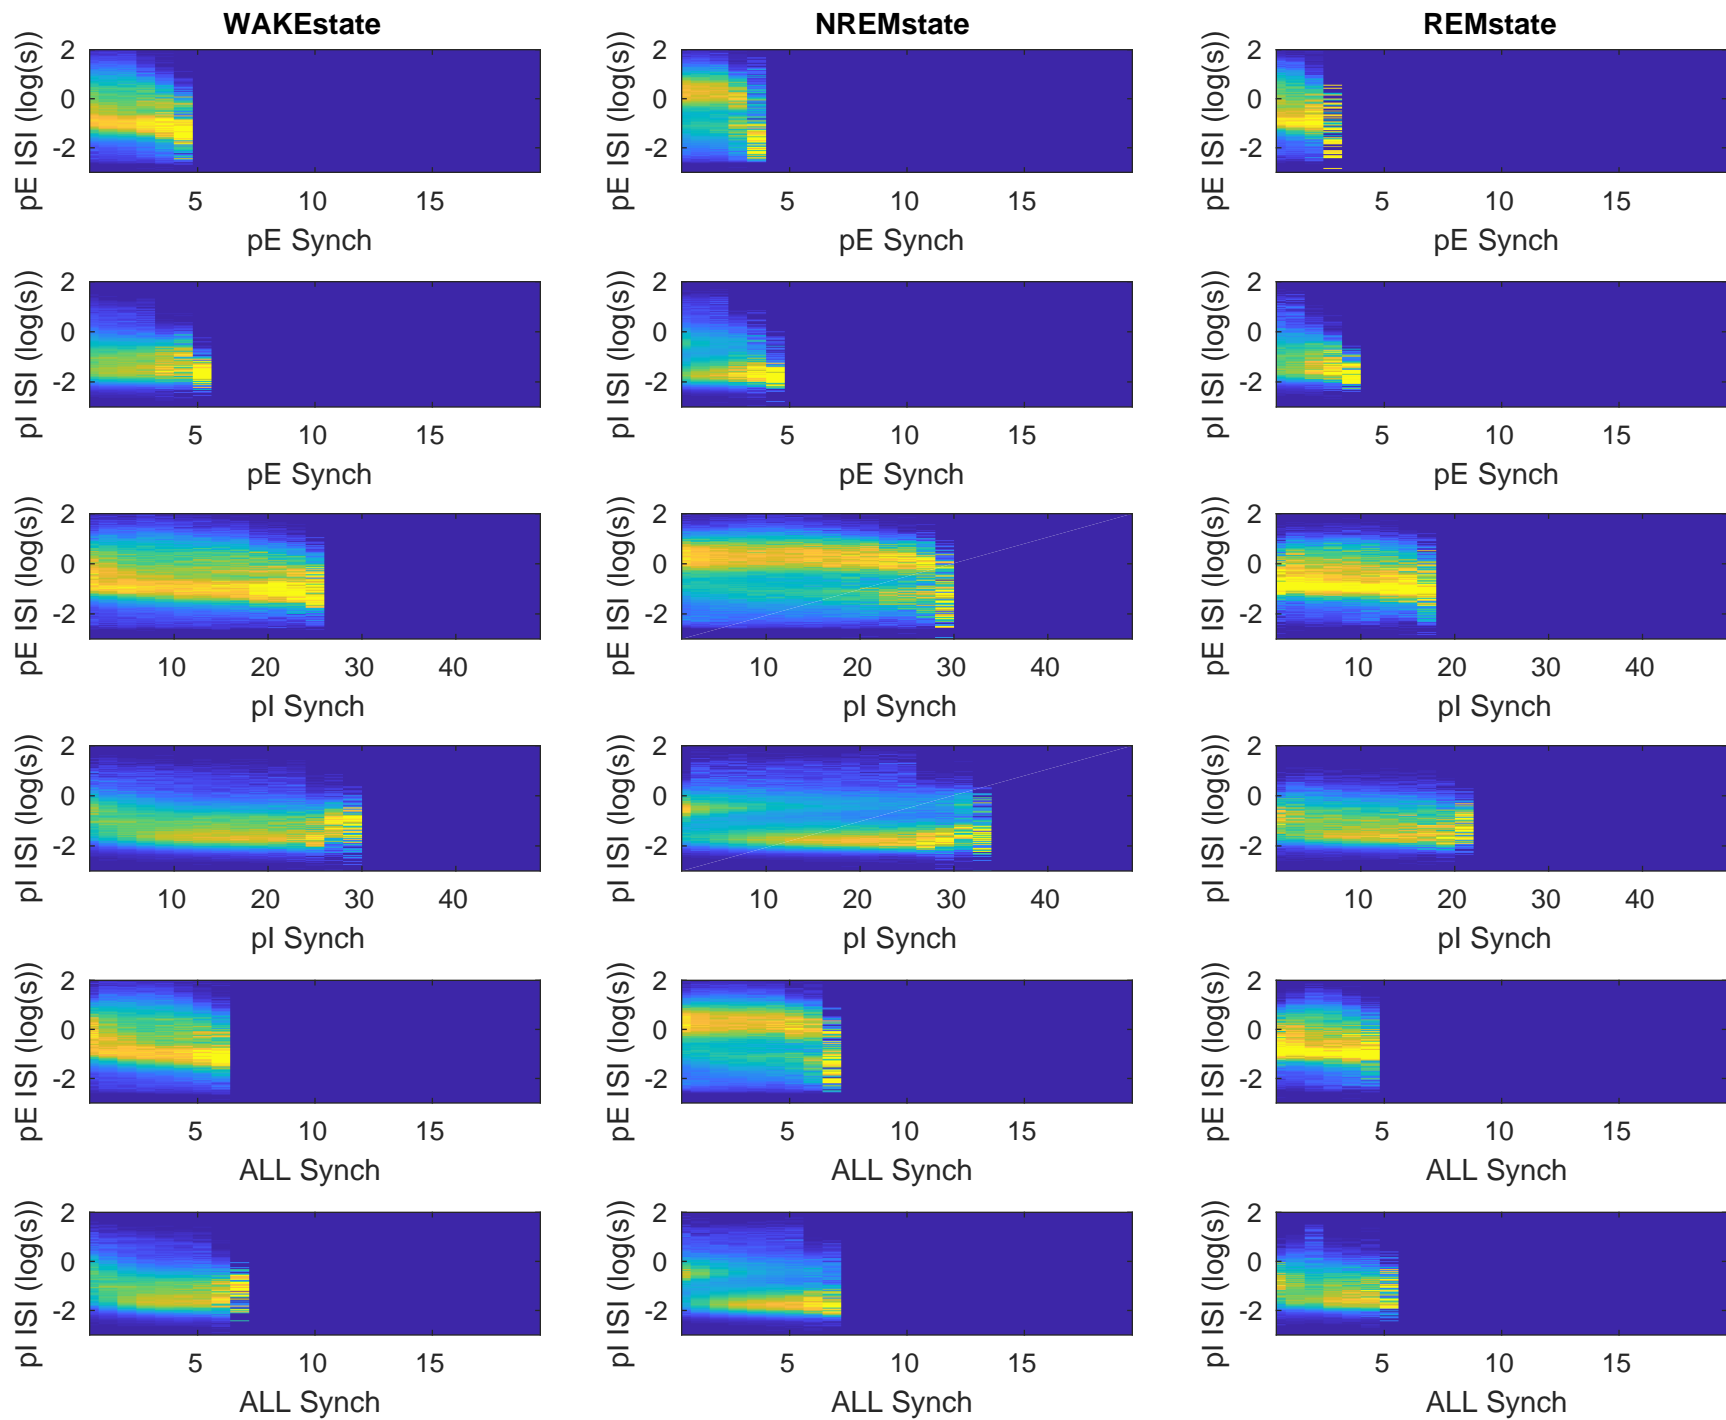 WAKEstate NREMstate REMstate
2 2 2
0 0 0
-2 -2 -2
pE ISI (log(s)) pE ISI (log(s)) pE ISI (log(s))
5 10 15 5 10 15 5 10 15
pE Synch pE Synch pE Synch
2 2 2
0 0 0
-2 -2 -2
pI ISI (log(s)) pI ISI (log(s)) pI ISI (log(s))
5 10 15 5 10 15 5 10 15
pE Synch pE Synch pE Synch
2 2 2
0 0 0
-2 -2 -2
pE ISI (log(s)) pE ISI (log(s)) pE ISI (log(s))
10 20 30 40 10 20 30 40 10 20 30 40
pI Synch pI Synch pI Synch
2 2 2
0 0 0
-2 -2 -2
pI ISI (log(s)) pI ISI (log(s)) pI ISI (log(s))
10 20 30 40 10 20 30 40 10 20 30 40
pI Synch pI Synch pI Synch
2 2 2
0 0 0
-2 -2 -2
pE ISI (log(s)) pE ISI (log(s)) pE ISI (log(s))
5 10 15 5 10 15 5 10 15
ALL Synch ALL Synch ALL Synch
2 2 2
0 0 0
-2 -2 -2
pI ISI (log(s)) pI ISI (log(s)) pI ISI (log(s))
5 10 15 5 10 15 5 10 15
ALL Synch ALL Synch ALL Synch